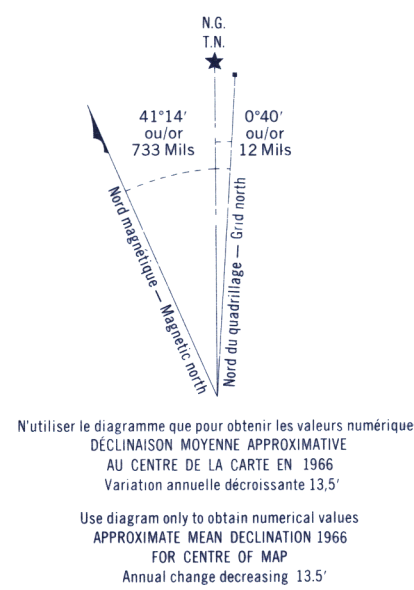 N.G.
T.N.
41°14′
ou/or
733 Mils
0°40′
ou/or
12 Mils
Nord magnétique — Magnetic north
Nord du quadrillage — Grid north
N'utiliser le diagramme que pour obtenir les valeurs numérique
DÉCLINAISON MOYENNE APPROXIMATIVE
AU CENTRE DE LA CARTE EN 1966
Variation annuelle décroissante 13,5′
Use diagram only to obtain numerical values
APPROXIMATE MEAN DECLINATION 1966
FOR CENTRE OF MAP
Annual change decreasing 13.5′